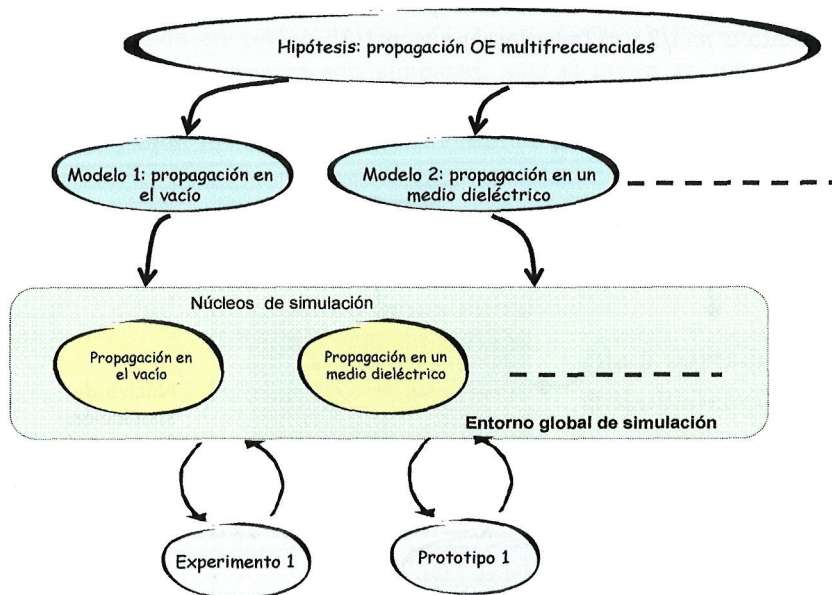 Hipótesis: propagación OE multifrecuenciales
Modelo 1: propagación en
el vacío
Modelo 2: propagación en un
medio dieléctrico
Núcleos de simulación
Propagación en
el vacío
Propagación en un
medio dieléctrico
Entorno global de simulación
Experimento 1
Prototipo 1